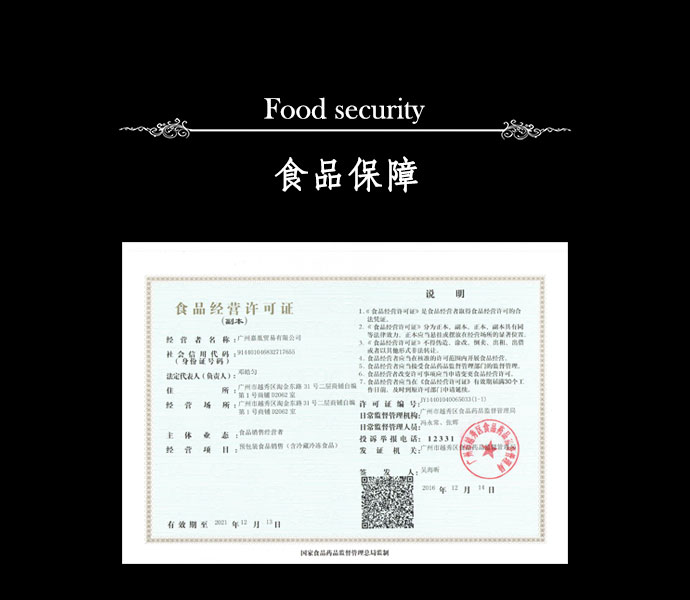 Food security
食品保障
食品经营许可证
(副本)
经营者名称：广州嘉胤贸易有限公司
社会信用代码：914401046832717655
（身份证号码）
法定代表人（负责人）：邓皓匀
住所：广州市越秀区淘金东路31号二层商铺自编
第1号商铺02062室
经营场所：广州市越秀区淘金东路31号二层商铺自编
第1号商铺02062室
主体业态：食品销售经营者
经营项目：预包装食品销售（含冷藏冷冻食品）
有效期至 2021 年 12 月 13 日
说明
1.《食品经营许可证》是食品经营者取得食品经营许可的合
法凭证。
2.《食品经营许可证》分为正本、副本。正本、副本具有同
等法律效力。正本应当悬挂或摆放在经营场所的显著位置。
3.《食品经营许可证》不得伪造、涂改、倒卖、出租、出借
或者以其他形式非法转让。
4.食品经营者应当在核准的许可范围内开展经营。
5.食品经营者应当接受食品药品监督管理部门的监督管理。
6.食品经营者改变许可事项应当申请变更食品经营许可。
7.食品经营者应当在《食品经营许可证》有效期届满30个工
作日前，及时到原许可部门申请延续。
许可证编号：JY14401040065033(1-1)
日常监督管理机构：广州市越秀区食品药品监督管理局
日常监督管理人员：冯永常、张辉
投诉举报电话：12331
发证机关：广州市越秀区食品药品监督管理局
签发人：吴海昕
2016 年 12 月 14 日
国家食品药品监督管理总局监制